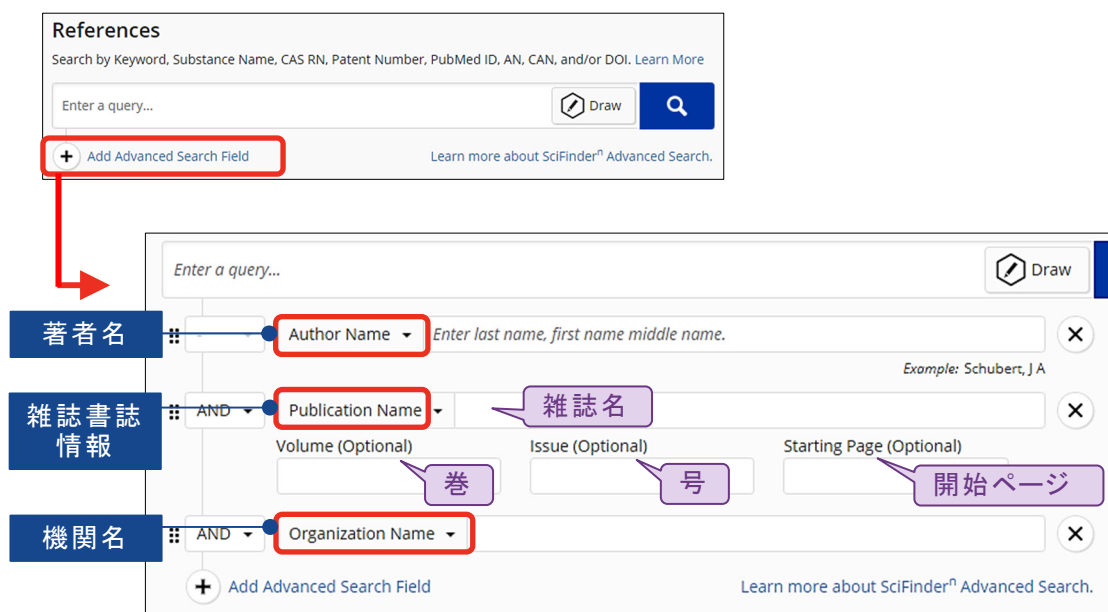 References
Search by Keyword, Substance Name, CAS RN, Patent Number, PubMed ID, AN, CAN, and/or DOI. Learn More
Enter a query...
Draw
Add Advanced Search Field
Learn more about SciFinderⁿ Advanced Search.
Enter a query...
Draw
著者名
Author Name
Enter last name, first name middle name.
Example: Schubert, J A
雑誌書誌
情報
AND
Publication Name
雑誌名
Volume (Optional)
Issue (Optional)
Starting Page (Optional)
巻
号
開始ページ
機関名
AND
Organization Name
Add Advanced Search Field
Learn more about SciFinderⁿ Advanced Search.